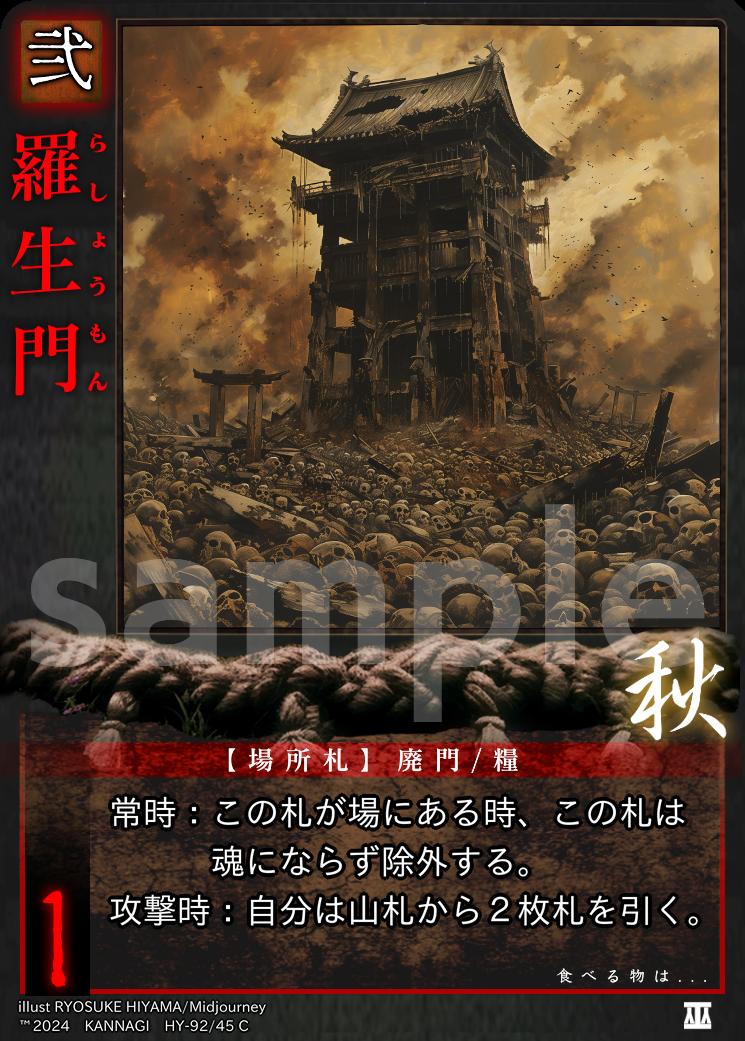 弐
羅生門
らしょうもん
sample
秋
【場所札】廃門/糧
常時：この札が場にある時、この札は
魂にならず除外する。
攻撃時：自分は山札から２枚札を引く。
1
食べる物は...
illust RYOSUKE HIYAMA/Midjourney
™2024 KANNAGI HY-92/45 C